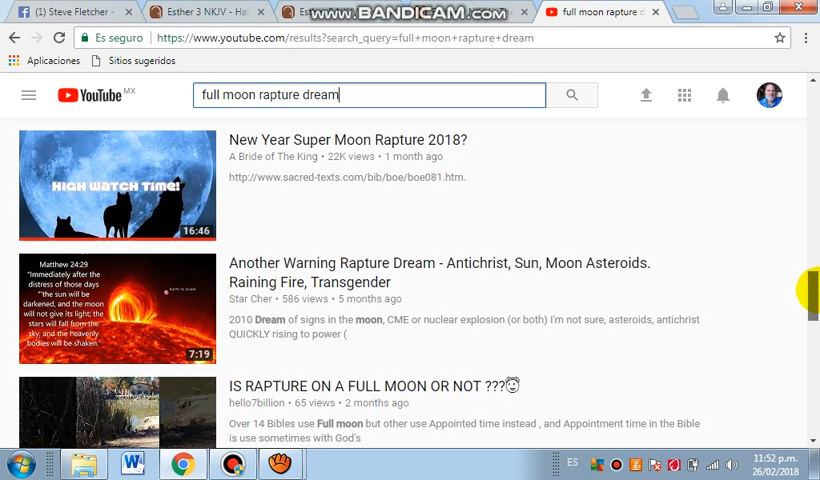 WWW.BANDICAM.COM
(1) Steve Fletcher
Esther 3 NKJV - Ha
Esther
full moon rapture d
Es seguro
https://www.youtube.com/results?search_query=full+moon+rapture+dream
Aplicaciones
Sitios sugeridos
YouTube MX
full moon rapture dream
HIGH WATCH TIME!
16:46
New Year Super Moon Rapture 2018?
A Bride of The King • 22K views • 1 month ago
http://www.sacred-texts.com/bib/boe/boe081.htm.
Matthew 24:29
"Immediately after the
distress of those days
"'the sun will be
darkened, and the moon
will not give its light; the
stars will fall from the
sky, and the heavenly
bodies will be shaken.'
Earth to scale
7:19
Another Warning Rapture Dream - Antichrist, Sun, Moon Asteroids.
Raining Fire, Transgender
Star Cher • 586 views • 5 months ago
2010 Dream of signs in the moon, CME or nuclear explosion (or both) I'm not sure, asteroids, antichrist
QUICKLY rising to power (
IS RAPTURE ON A FULL MOON OR NOT ???
hello7billion • 65 views • 2 months ago
Over 14 Bibles use Full moon but other use Appointed time instead , and Appointment time in the Bible
is use sometimes with God's
ES
11:52 p.m.
26/02/2018